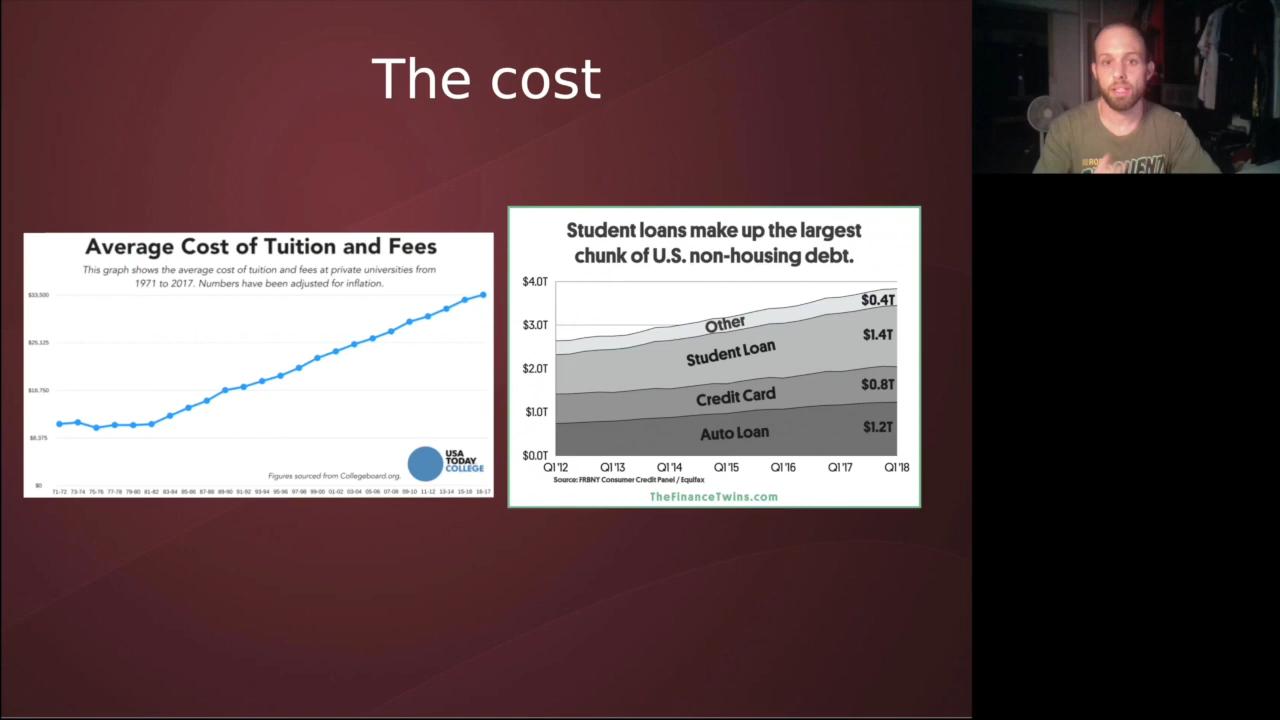 The cost
Average Cost of Tuition and Fees
This graph shows the average cost of tuition and fees at private universities from
1971 to 2017. Numbers have been adjusted for inflation.
$33,500
$25,125
$16,750
$8,375
$0
71-72 73-74 75-76 77-78 79-80 81-82 83-84 85-86 87-88 89-90 91-92 93-94 95-96 97-98 99-00 01-02 03-04 05-06 07-08 09-10 11-12 13-14 15-16 16-17
Figures sourced from Collegeboard.org.
USA
TODAY
COLLEGE
Student loans make up the largest
chunk of U.S. non-housing debt.
$4.0T
$3.0T
$2.0T
$1.0T
$0.0T
Other
$0.4T
Student Loan
$1.4T
Credit Card
$0.8T
Auto Loan
$1.2T
Q1 '12 Q1 '13 Q1 '14 Q1 '15 Q1 '16 Q1 '17 Q1 '18
Source: FRBNY Consumer Credit Panel / Equifax
TheFinanceTwins.com